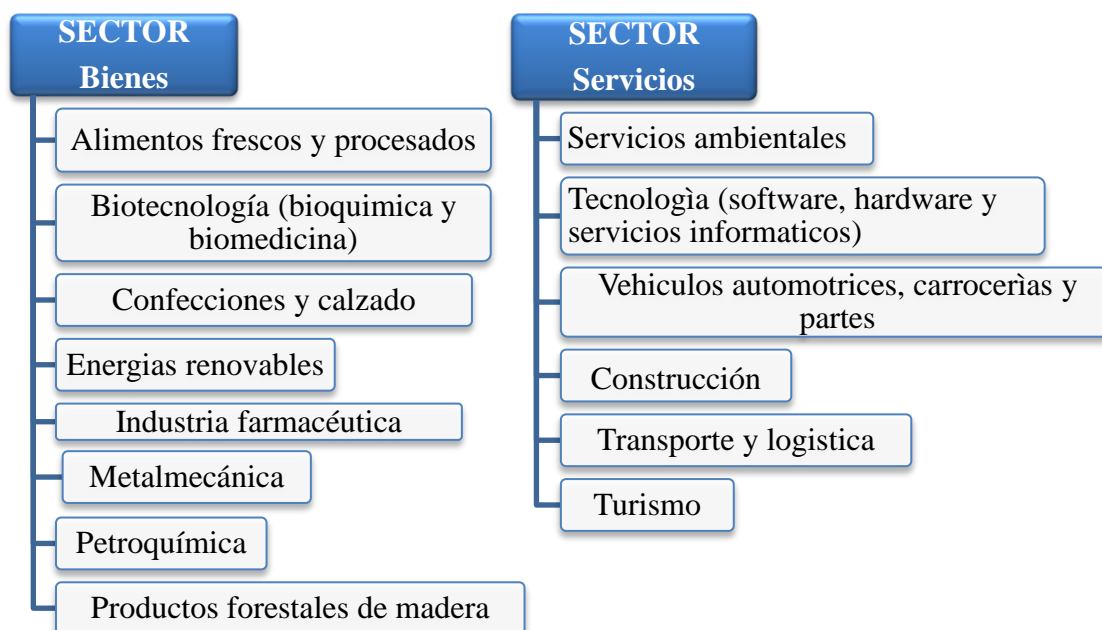 SECTOR
Bienes
Alimentos frescos y procesados
Biotecnología (bioquimica y
biomedicina)
Confecciones y calzado
Energias renovables
Industria farmacéutica
Metalmecánica
Petroquímica
Productos forestales de madera
SECTOR
Servicios
Servicios ambientales
Tecnologìa (software, hardware y
servicios informaticos)
Vehiculos automotrices, carrocerìas y
partes
Construcción
Transporte y logistica
Turismo